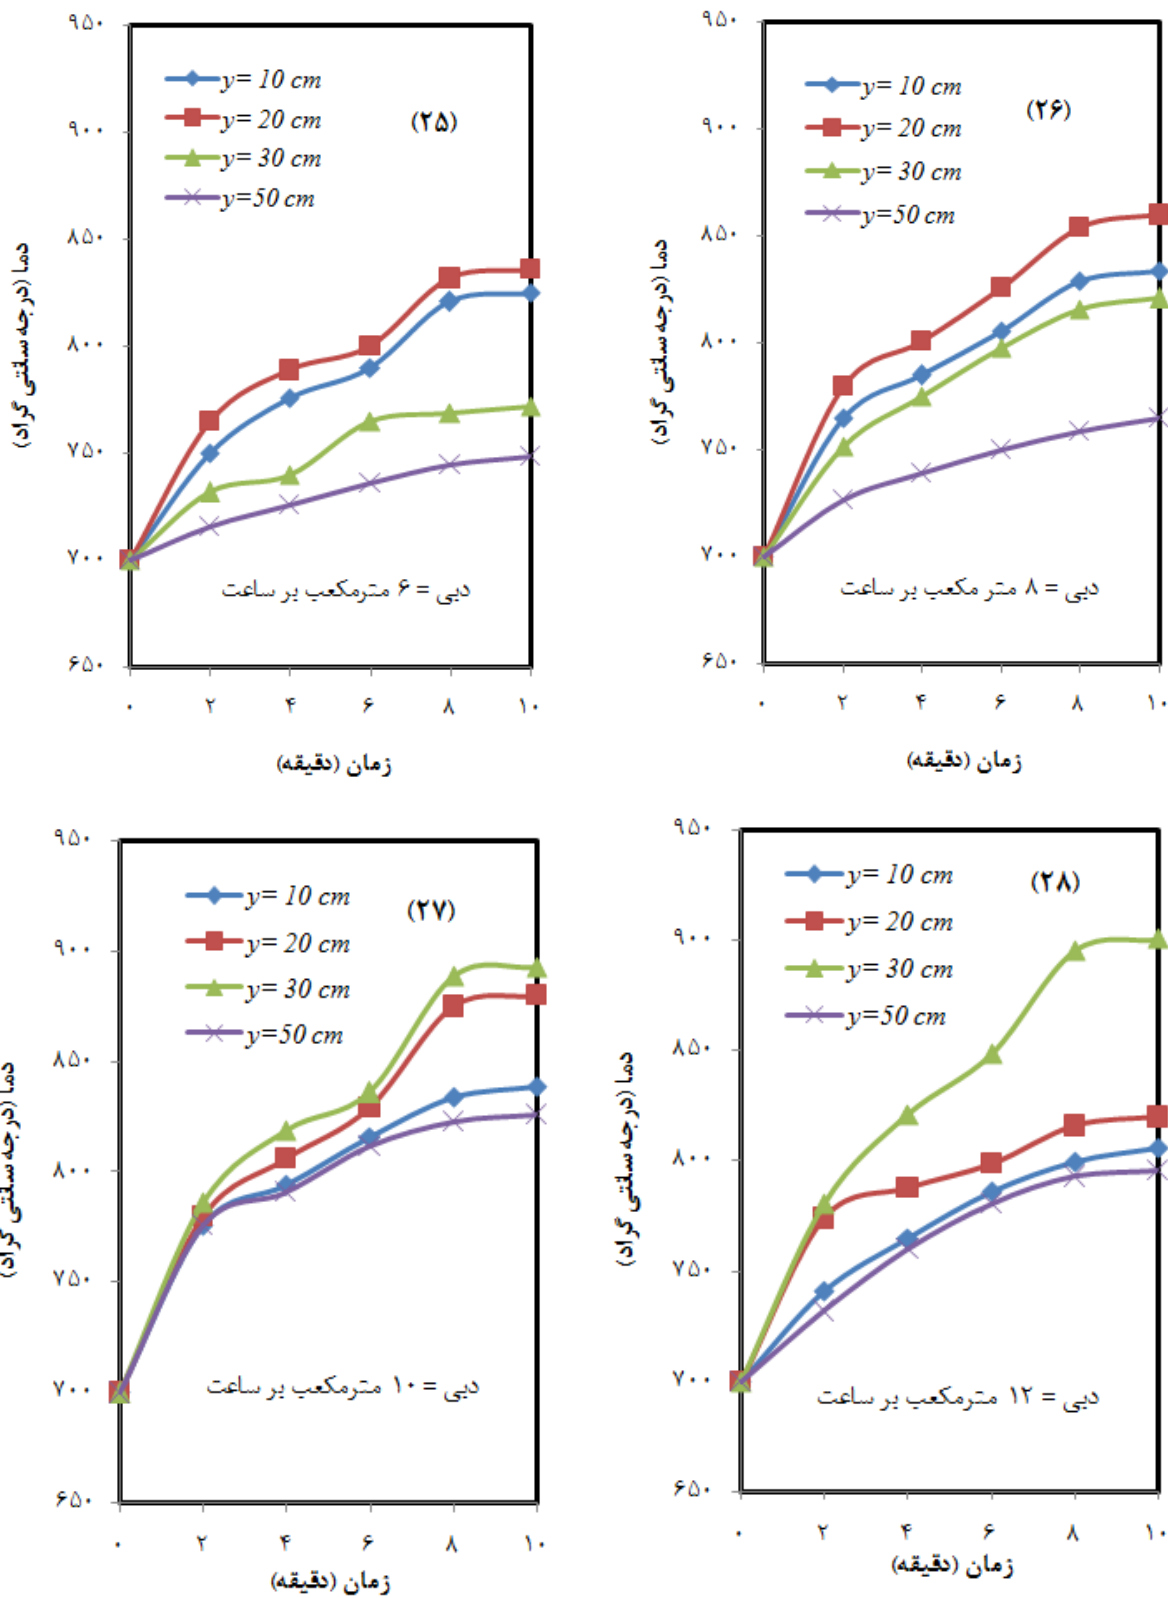 ۹۵۰
۹۰۰
۸۵۰
۸۰۰
۷۵۰
۷۰۰
۶۵۰
y= 10 cm
y= 20 cm
y= 30 cm
y=50 cm
(۲۵)
دما (درجه سانتی گراد)
دبی = ۶ مترمکعب بر ساعت
۰ ۲ ۴ ۶ ۸ ۱۰
زمان (دقیقه)
۹۵۰
۹۰۰
۸۵۰
۸۰۰
۷۵۰
۷۰۰
۶۵۰
y= 10 cm
y= 20 cm
y= 30 cm
y=50 cm
(۲۶)
دما (درجه سانتی گراد)
دبی = ۸ متر مکعب بر ساعت
۰ ۲ ۴ ۶ ۸ ۱۰
زمان (دقیقه)
۹۵۰
۹۰۰
۸۵۰
۸۰۰
۷۵۰
۷۰۰
۶۵۰
y= 10 cm
y= 20 cm
y= 30 cm
y=50 cm
(۲۷)
دما (درجه سانتی گراد)
دبی = ۱۰ مترمکعب بر ساعت
۰ ۲ ۴ ۶ ۸ ۱۰
زمان (دقیقه)
۹۵۰
۹۰۰
۸۵۰
۸۰۰
۷۵۰
۷۰۰
۶۵۰
y= 10 cm
y= 20 cm
y= 30 cm
y=50 cm
(۲۸)
دما (درجه سانتی گراد)
دبی = ۱۲ مترمکعب بر ساعت
۰ ۲ ۴ ۶ ۸ ۱۰
زمان (دقیقه)